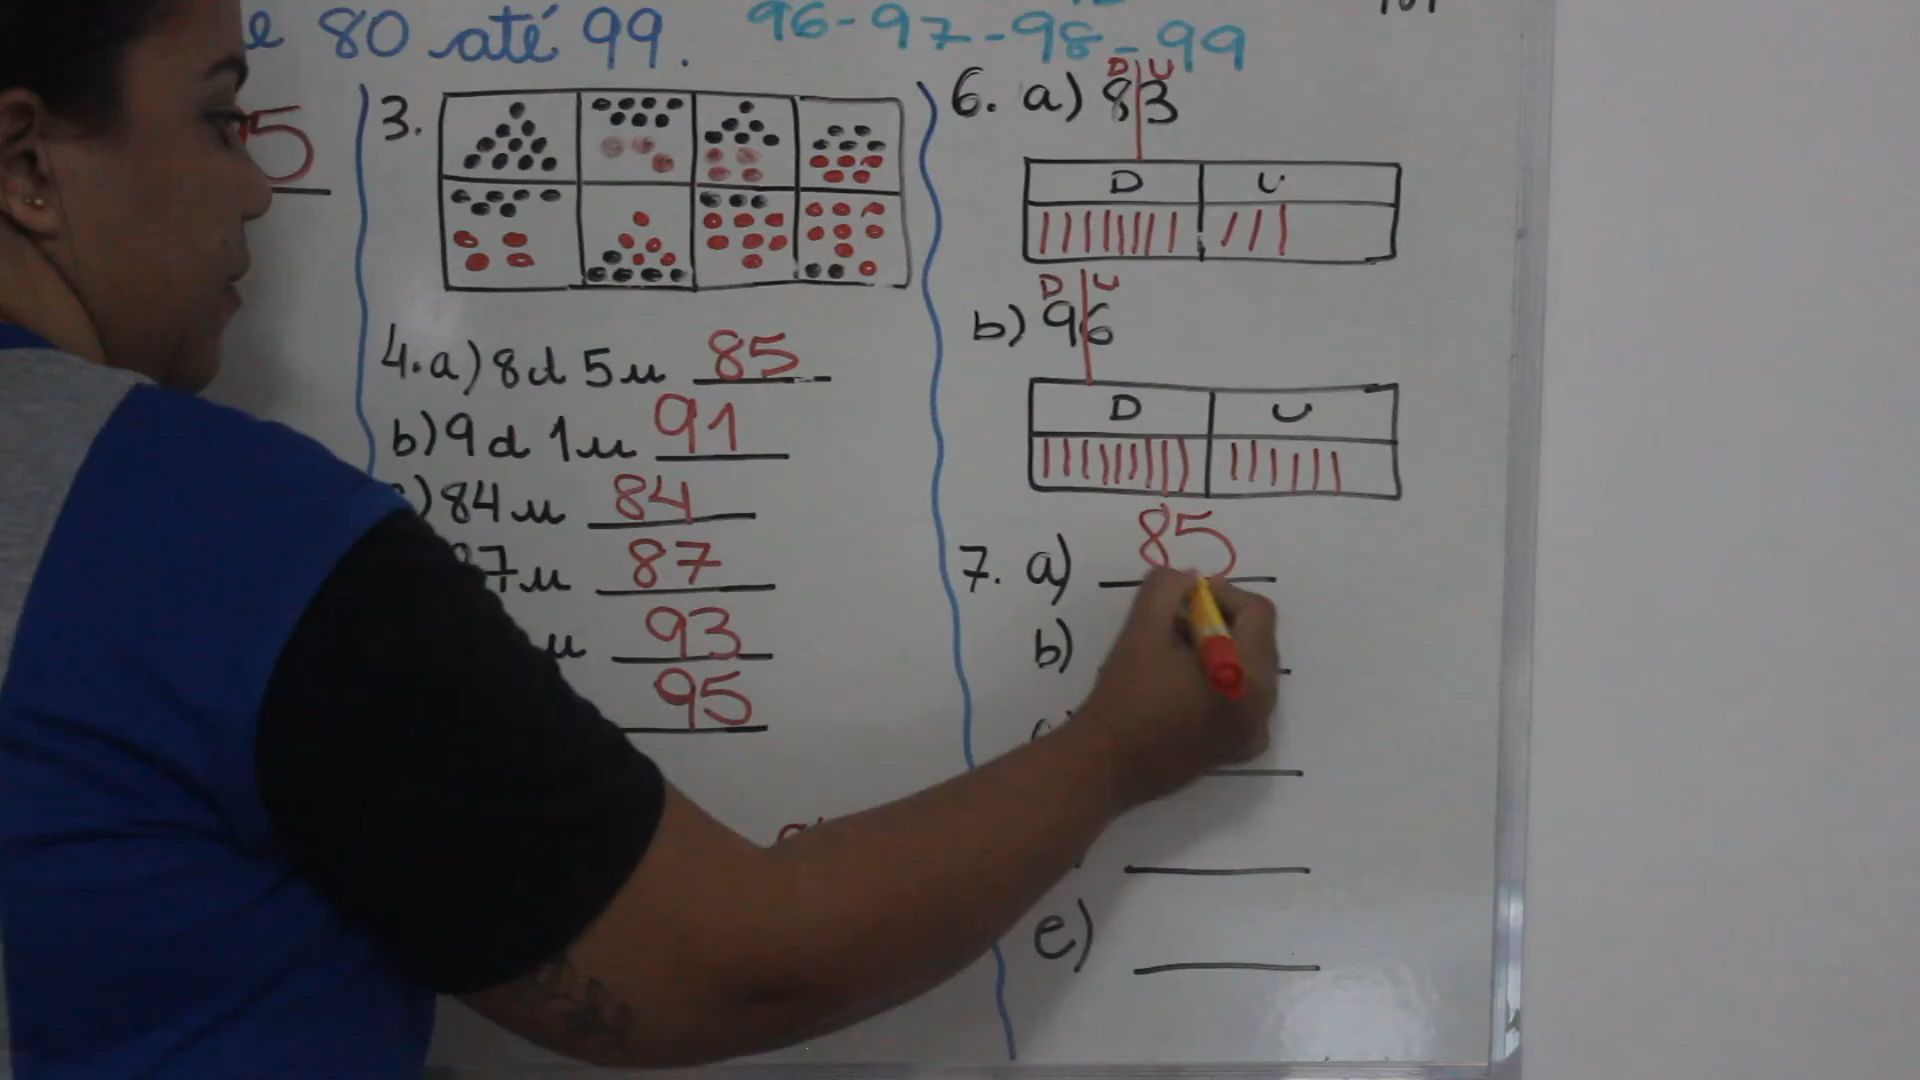 80 até 99.
96-97-98-99
5
3.
4.a) 8d 5u 85
b) 9d 1u 91
) 84u 84
7u 87
u 93
95
6. a) 83
D U
D U
b) 96
D U
D U
7. a) 85
b)
e)